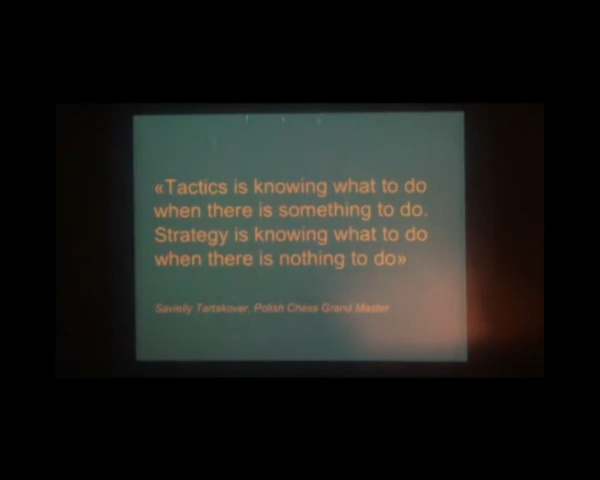 «Tactics is knowing what to do
when there is something to do.
Strategy is knowing what to do
when there is nothing to do»
Savielly Tartakover, Polish Chess Grand Master